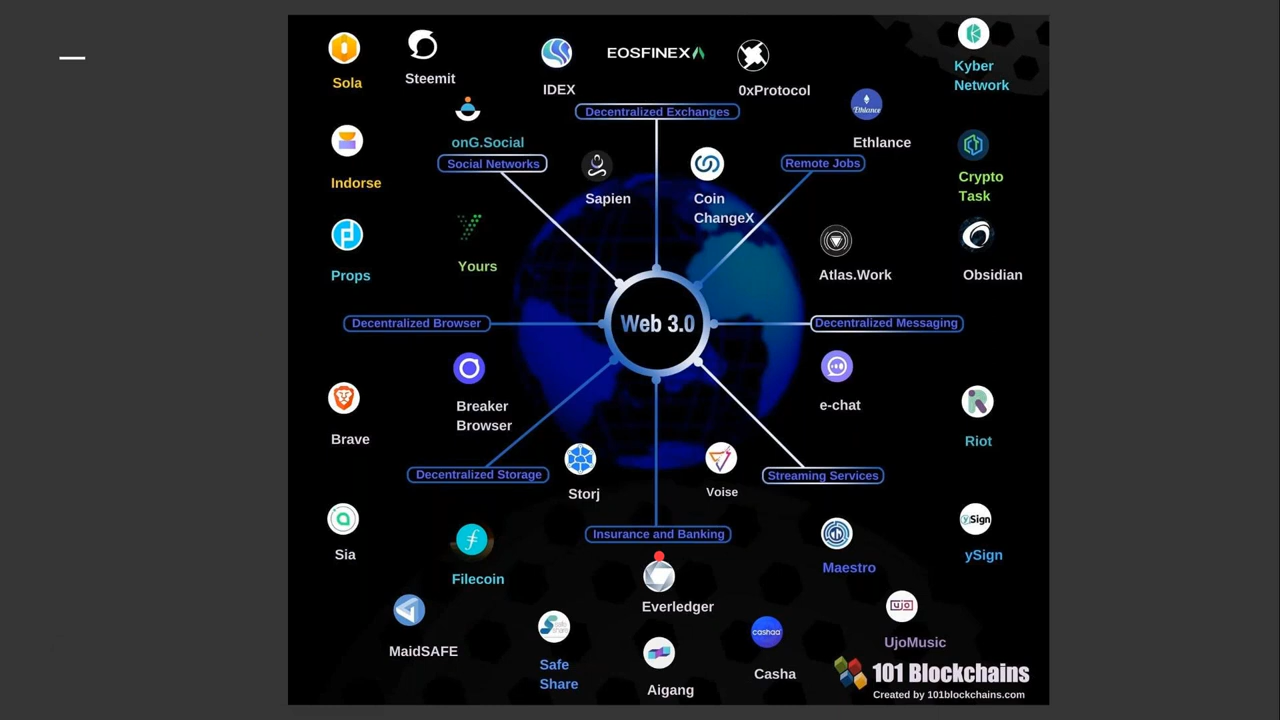 EOSFINEX
Kyber
Network
Sola
Steemit
IDEX
0xProtocol
Decentralized Exchanges
Ethlance
Ethlance
onG.Social
Social Networks
Remote Jobs
Indorse
Sapien
Coin
ChangeX
Crypto
Task
Yours
Props
Atlas.Work
Obsidian
Decentralized Browser
Web 3.0
Decentralized Messaging
Breaker
Browser
e-chat
Brave
Riot
Decentralized Storage
Storj
Voise
Streaming Services
ySign
Insurance and Banking
Sia
Filecoin
Maestro
ySign
Everledger
ujo
MaidSAFE
cashaa
UjoMusic
Safe
Share
Aigang
Casha
101 Blockchains
Created by 101blockchains.com